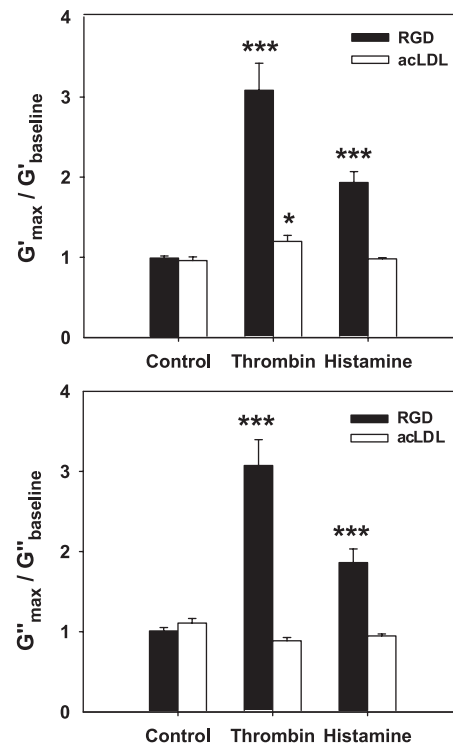 4
RGD
***
acLDL
3
***
G'max / G'baseline
2
*
1
0
Control Thrombin Histamine
4
RGD
***
acLDL
3
***
G''max / G''baseline
2
1
0
Control Thrombin Histamine